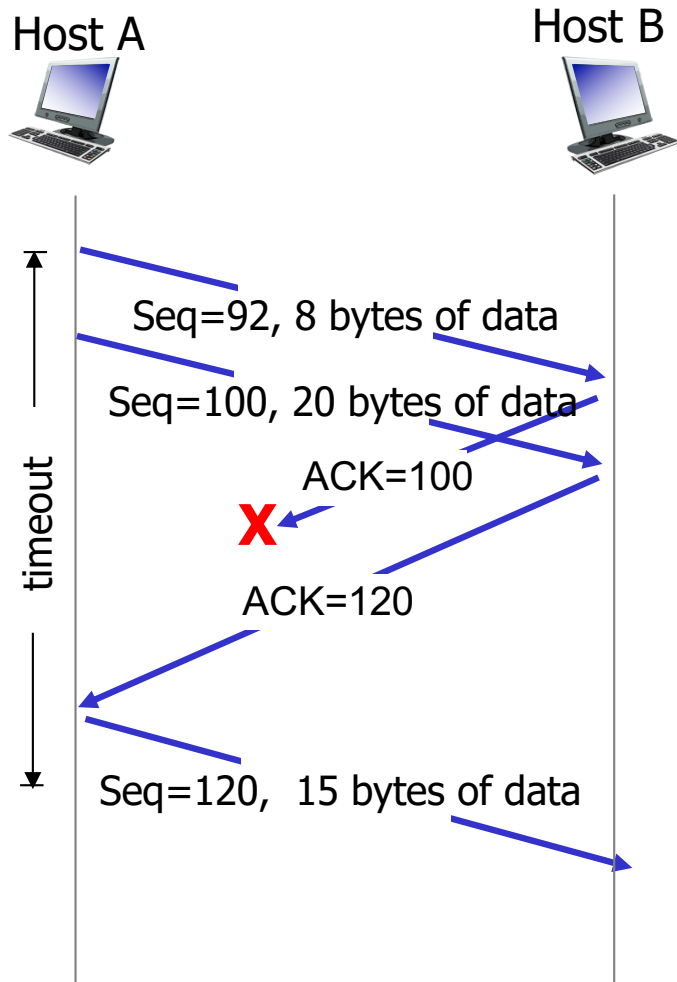 Host A
Host B
Seq=92, 8 bytes of data
Seq=100, 20 bytes of data
ACK=100
X
timeout
ACK=120
Seq=120, 15 bytes of data